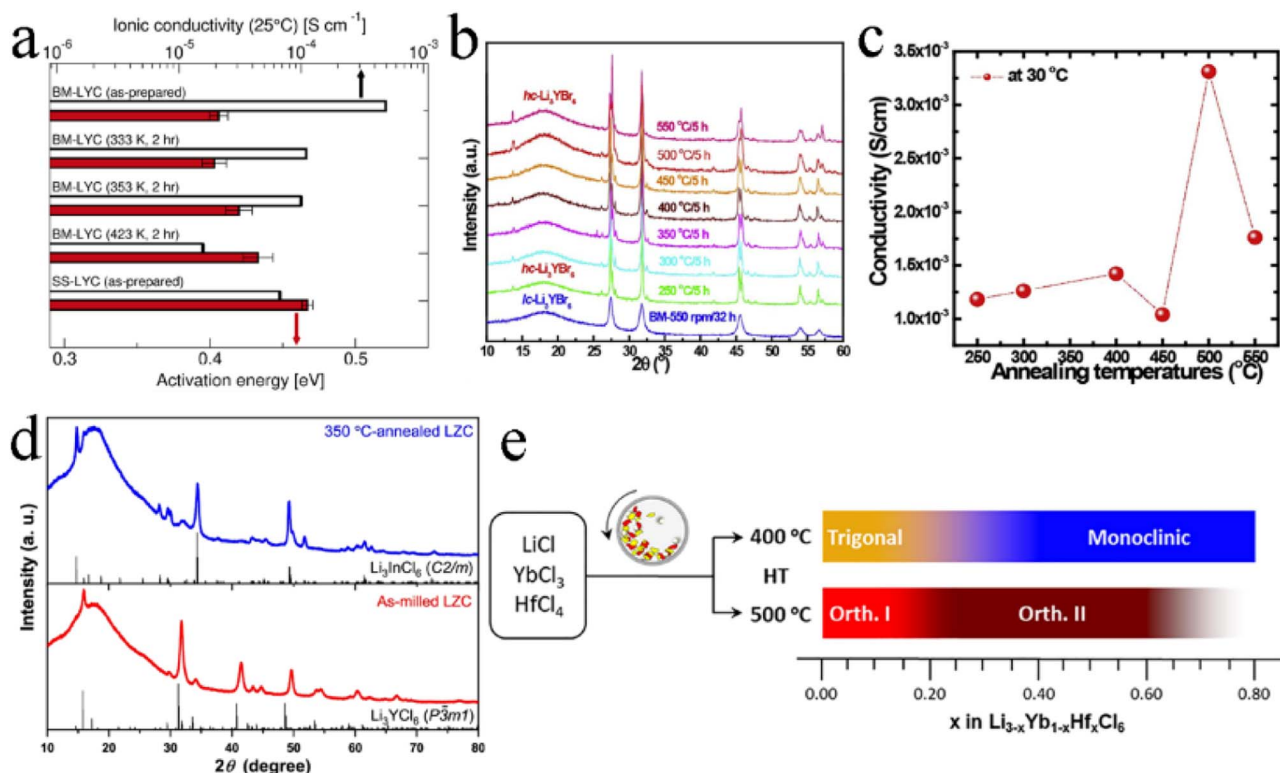 a
Ionic conductivity (25°C) [S cm⁻¹]
10⁻⁶ 10⁻⁵ 10⁻⁴ 10⁻³
BM-LYC (as-prepared)
BM-LYC (333 K, 2 hr)
BM-LYC (353 K, 2 hr)
BM-LYC (423 K, 2 hr)
SS-LYC (as-prepared)
0.3 0.4 0.5
Activation energy [eV]
b
Intensity (a.u.)
hc-Li₃YBr₆
550 °C/5 h
500 °C/5 h
450 °C/5 h
400 °C/5 h
350 °C/5 h
300 °C/5 h
hc-Li₃YBr₆
250 °C/5 h
lc-Li₃YBr₆
BM-550 rpm/32 h
10 15 20 25 30 35 40 45 50 55 60
2θ (°)
c
Conductivity (S/cm)
3.5x10⁻³
3.0x10⁻³
2.5x10⁻³
2.0x10⁻³
1.5x10⁻³
1.0x10⁻³
at 30 °C
250 300 350 400 450 500 550
Annealing temperatures (°C)
d
Intensity (a. u.)
350 °C-annealed LZC
Li₃InCl₆ (C2/m)
As-milled LZC
Li₃YCl₆ (P3̄m1)
10 20 30 40 50 60 70 80
2θ (degree)
e
LiCl
YbCl₃
HfCl₄
400 ºC
HT
500 ºC
Trigonal Monoclinic
Orth. I Orth. II
0.00 0.20 0.40 0.60 0.80
x in Li₃₋ₓYb₁₋ₓHfₓCl₆